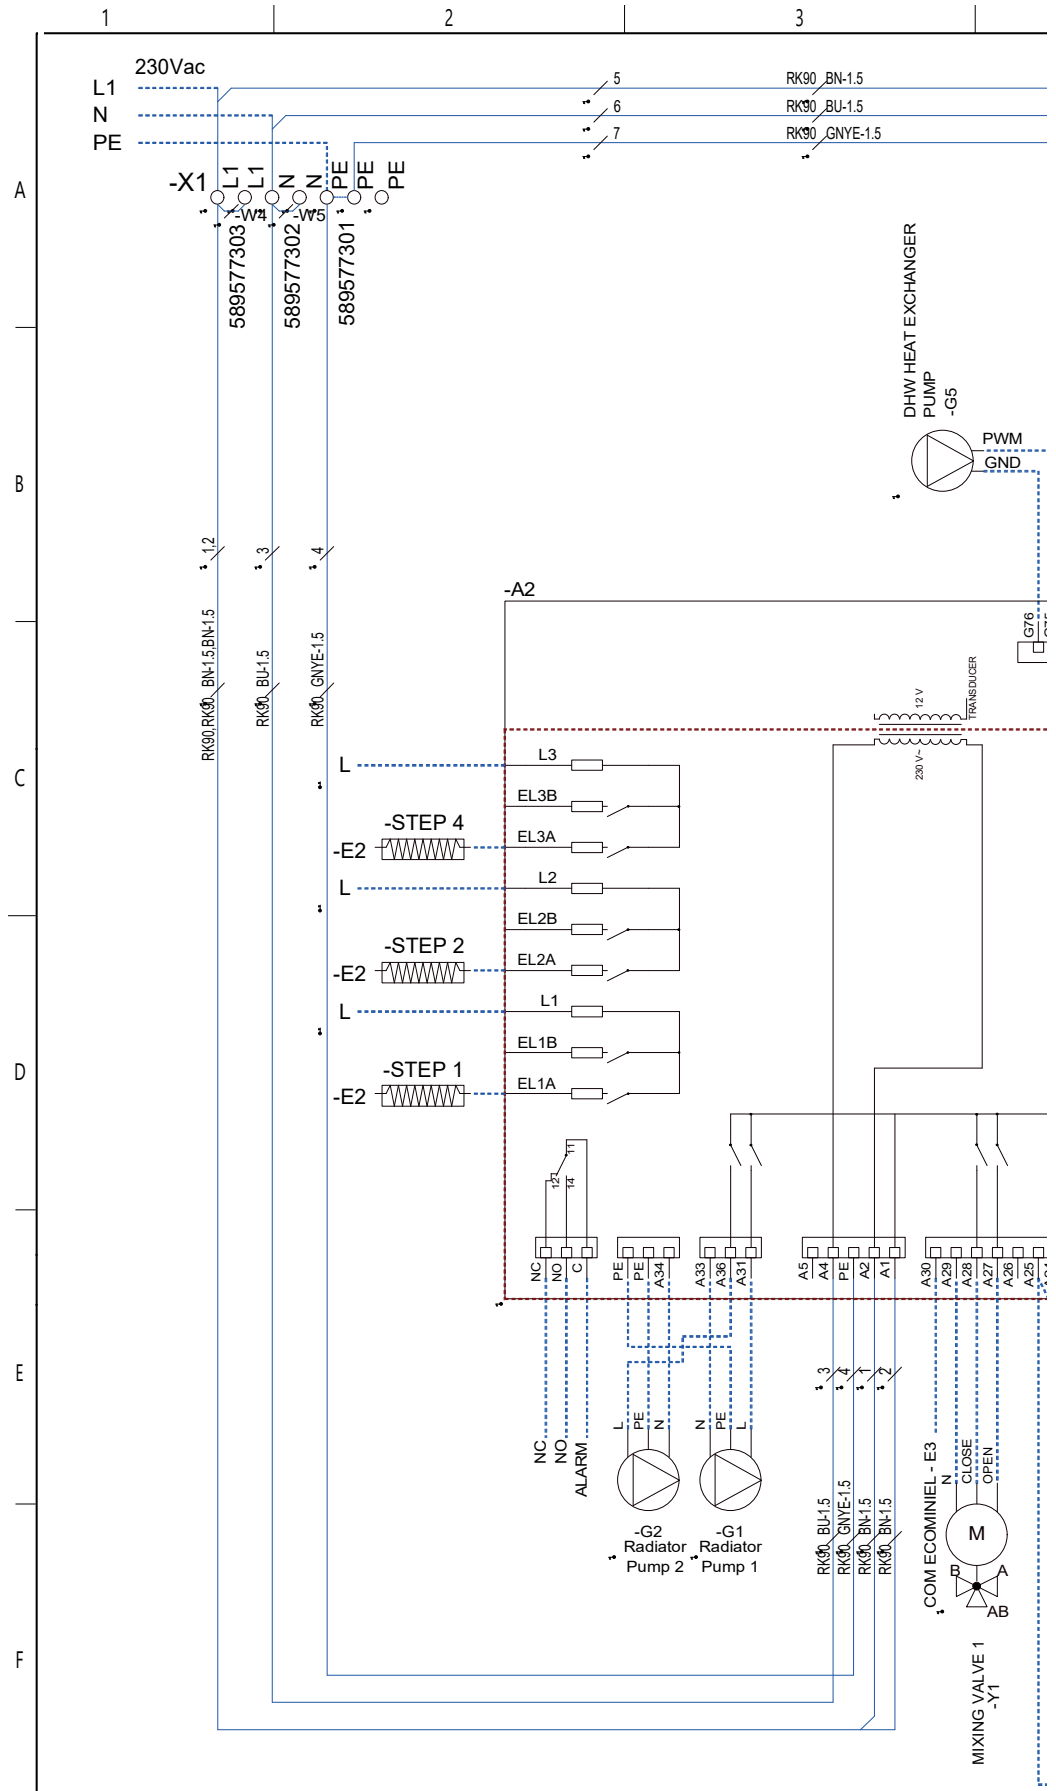 1
2
3
A
B
C
D
E
F
230Vac
L1
N
PE
5
RK90 BN-1.5
6
RK90 BU-1.5
7
RK90 GNYE-1.5
-X1
L1
L1
N
N
PE
PE
PE
-W4
-W5
589577303
589577302
589577301
DHW HEAT EXCHANGER
PUMP
-G5
PWM
GND
1,2
3
4
RK90,RK90 BN-1.5,BN-1.5
RK90 BU-1.5
RK90 GNYE-1.5
-A2
G76
12 V
TRANSDUCER
230 V~
L
L3
EL3B
-STEP 4
-E2
EL3A
L
L2
EL2B
-STEP 2
-E2
EL2A
L
L1
EL1B
-STEP 1
-E2
EL1A
11
12
14
NC
NO
C
PE
PE
A34
A33
A36
A31
A5
A4
PE
A2
A1
A30
A29
A28
A27
A26
A25
3
4
1
2
NC
NO
ALARM
L
PE
N
N
PE
L
-G2
Radiator
Pump 2
-G1
Radiator
Pump 1
RK90 BU-1.5
RK90 GNYE-1.5
RK90 BN-1.5
RK90 BN-1.5
COM ECOMINIEL - E3
N
CLOSE
OPEN
M
B
A
AB
MIXING VALVE 1
-Y1